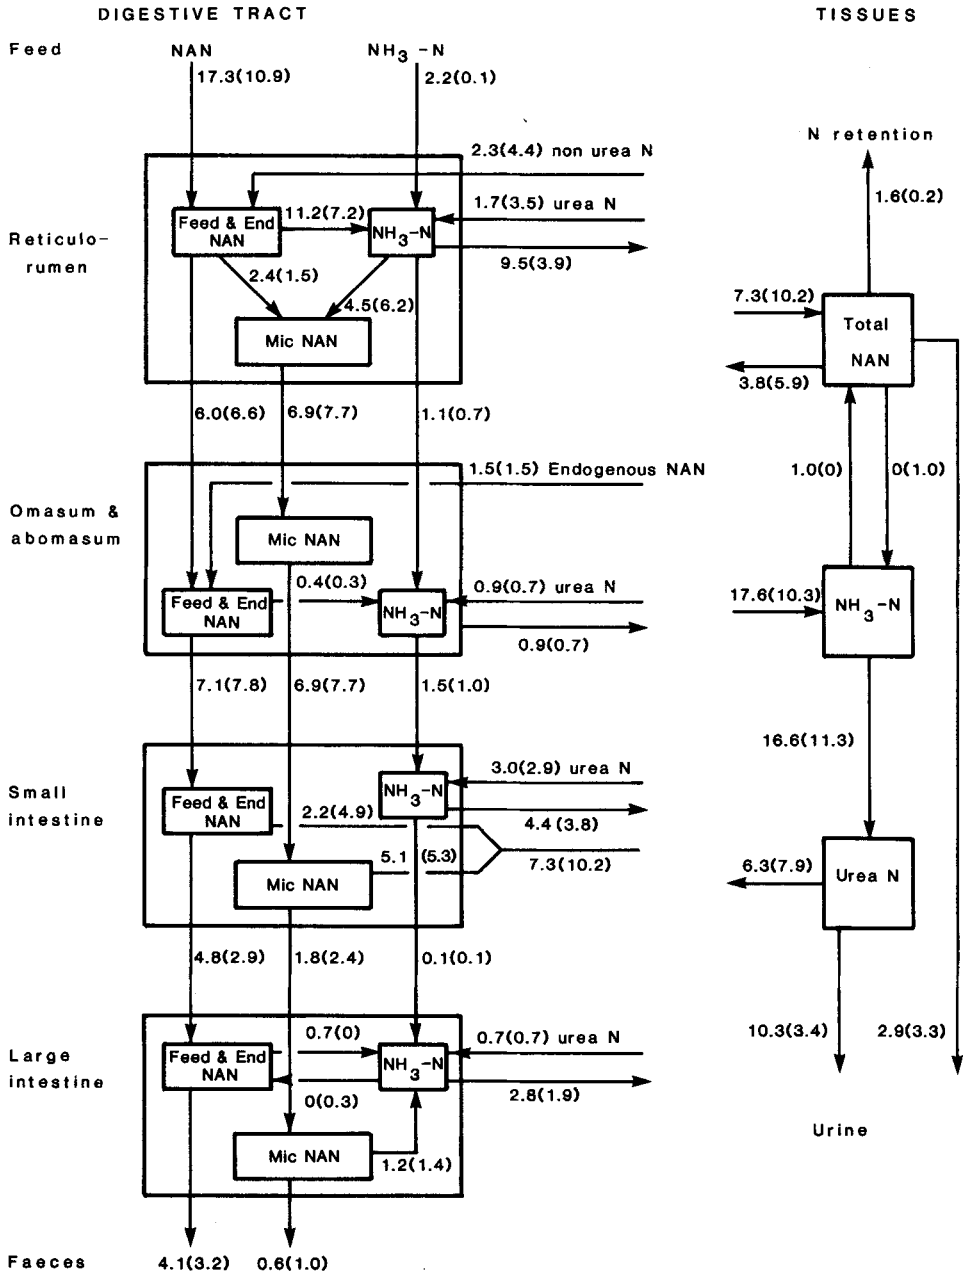 DIGESTIVE TRACT
TISSUES
Feed
NAN
NH3 -N
17.3(10.9)
2.2(0.1)
N retention
2.3(4.4) non urea N
1.6(0.2)
1.7(3.5) urea N
11.2(7.2)
Feed & End
NAN
NH3-N
Reticulo-
rumen
9.5(3.9)
2.4(1.5)
4.5(6.2)
7.3(10.2)
Total
NAN
Mic NAN
3.8(5.9)
6.0(6.6)
6.9(7.7)
1.1(0.7)
1.5(1.5) Endogenous NAN
1.0(0)
0(1.0)
Omasum &
abomasum
Mic NAN
0.4(0.3)
0.9(0.7) urea N
17.6(10.3)
NH3-N
Feed & End
NAN
NH3-N
0.9(0.7)
7.1(7.8)
6.9(7.7)
1.5(1.0)
16.6(11.3)
3.0(2.9) urea N
Small
intestine
Feed & End
NAN
NH3-N
2.2(4.9)
4.4(3.8)
5.1 (5.3)
7.3(10.2)
Mic NAN
6.3(7.9)
Urea N
4.8(2.9)
1.8(2.4)
0.1(0.1)
0.7(0)
0.7(0.7) urea N
10.3(3.4)
2.9(3.3)
Large
intestine
Feed & End
NAN
NH3-N
0(0.3)
2.8(1.9)
Urine
Mic NAN
1.2(1.4)
Faeces
4.1(3.2)
0.6(1.0)